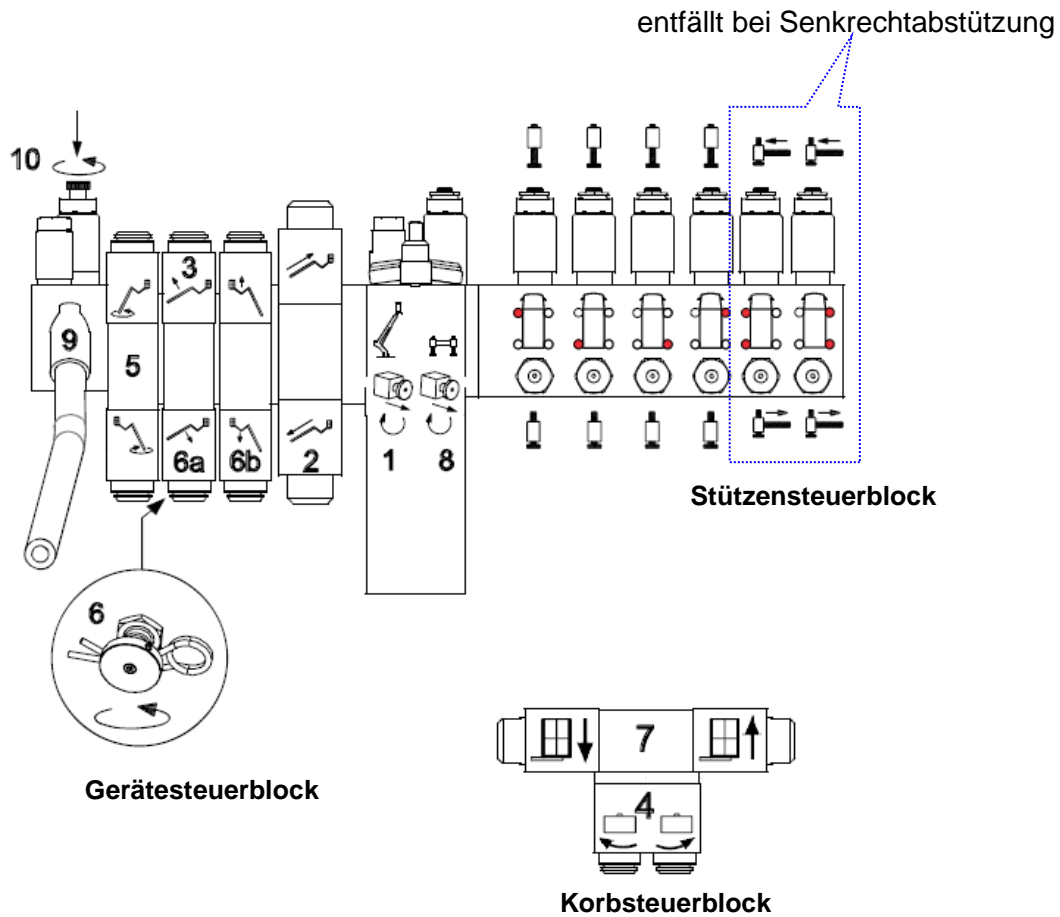 entfällt bei Senkrechtabstützung
10
3
9
5
6a
6b
2
1
8
Stützensteuerblock
6
Gerätesteuerblock
7
4
Korbsteuerblock